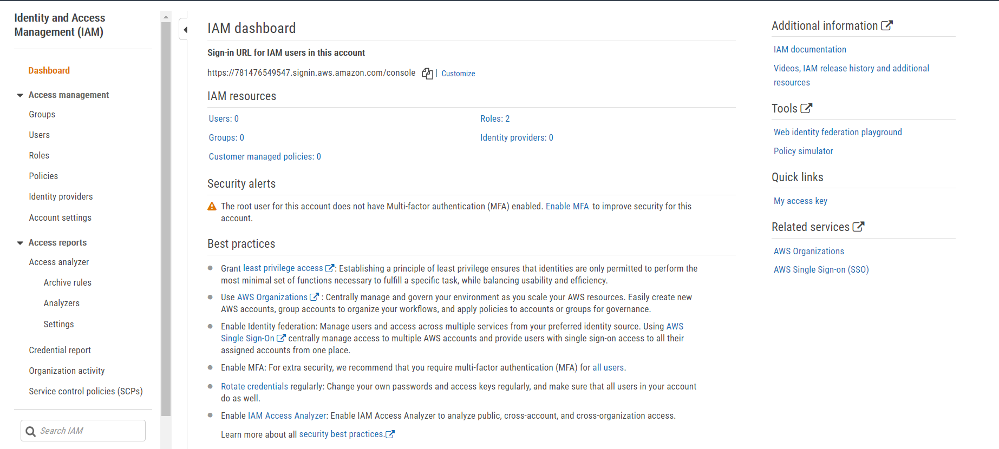 Identity and Access
Management (IAM)
Dashboard
Access management
Groups
Users
Roles
Policies
Identity providers
Account settings
Access reports
Access analyzer
Archive rules
Analyzers
Settings
Credential report
Organization activity
Service control policies (SCPs)
Search IAM
IAM dashboard
Sign-in URL for IAM users in this account
https://781476549547.signin.aws.amazon.com/console | Customize
IAM resources
Users: 0
Roles: 2
Groups: 0
Identity providers: 0
Customer managed policies: 0
Security alerts
The root user for this account does not have Multi-factor authentication (MFA) enabled. Enable MFA to improve security for this
account.
Best practices
Grant least privilege access : Establishing a principle of least privilege ensures that identities are only permitted to perform the
most minimal set of functions necessary to fulfill a specific task, while balancing usability and efficiency.
Use AWS Organizations : Centrally manage and govern your environment as you scale your AWS resources. Easily create new
AWS accounts, group accounts to organize your workflows, and apply policies to accounts or groups for governance.
Enable Identity federation: Manage users and access across multiple services from your preferred identity source. Using AWS
Single Sign-On centrally manage access to multiple AWS accounts and provide users with single sign-on access to all their
assigned accounts from one place.
Enable MFA: For extra security, we recommend that you require multi-factor authentication (MFA) for all users.
Rotate credentials regularly: Change your own passwords and access keys regularly, and make sure that all users in your account
do as well.
Enable IAM Access Analyzer: Enable IAM Access Analyzer to analyze public, cross-account, and cross-organization access.
Learn more about all security best practices.
Additional information
IAM documentation
Videos, IAM release history and additional
resources
Tools
Web identity federation playground
Policy simulator
Quick links
My access key
Related services
AWS Organizations
AWS Single Sign-on (SSO)